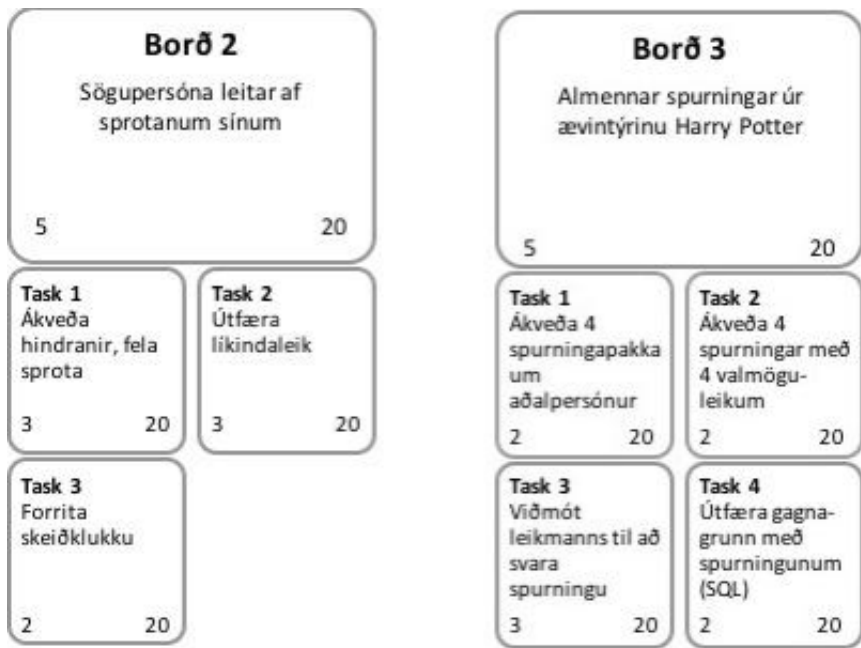 Borð 2
Sögupersóna leitar af
sprotanum sínum
5 20
Task 1
Ákveða
hindranir, fela
sprota
3 20
Task 2
Útfæra
líkindaleik
3 20
Task 3
Forrita
skeiðklukku
2 20
Borð 3
Almennar spurningar úr
ævintýrinu Harry Potter
5 20
Task 1
Ákveða 4
spurningapakka
um
aðalpersónur
2 20
Task 2
Ákveða 4
spurningar með
4 valmögu-
leikum
2 20
Task 3
Viðmót
leikmanns til að
svara
spurningu
3 20
Task 4
Útfæra gagna-
grunn með
spurningunum
(SQL)
2 20